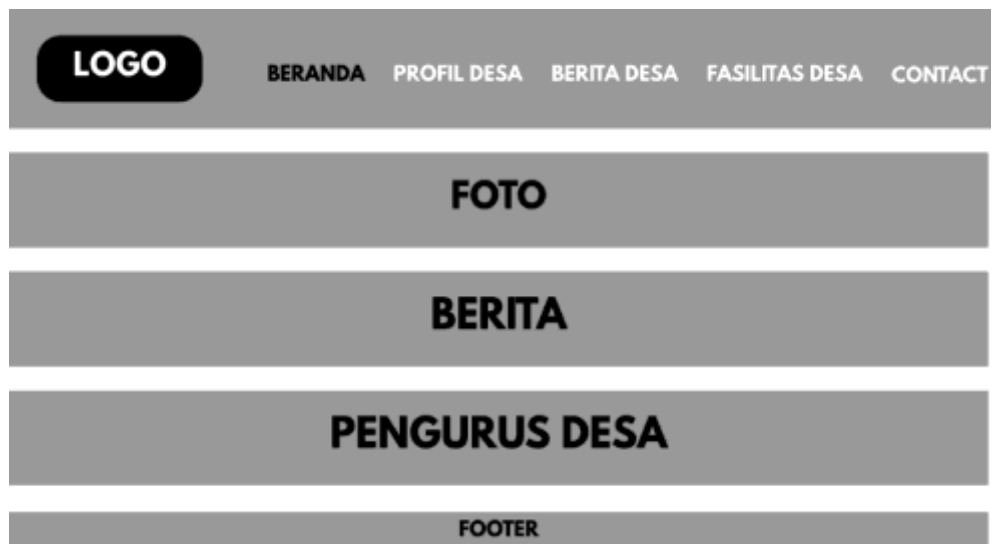 LOGO
BERANDA PROFIL DESA BERITA DESA FASILITAS DESA CONTACT
FOTO
BERITA
PENGURUS DESA
FOOTER